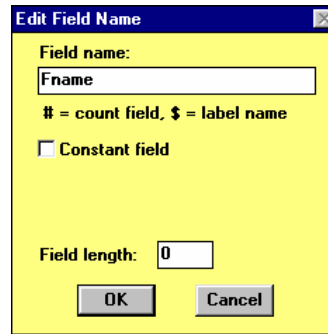 Edit Field Name
Field name:
Fname
# = count field, $ = label name
Constant field
Field length: 0
OK Cancel